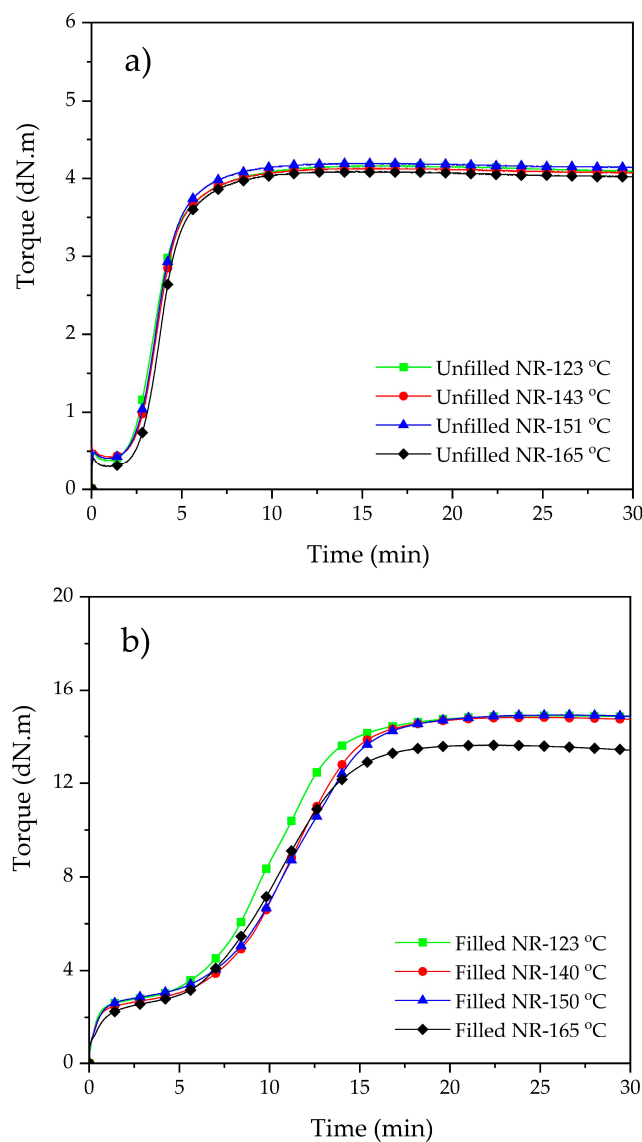 a)
6
5
4
3
2
1
0
Torque (dN.m)
Unfilled NR-123 °C
Unfilled NR-143 °C
Unfilled NR-151 °C
Unfilled NR-165 °C
0 5 10 15 20 25 30
Time (min)
b)
20
16
12
8
4
0
Torque (dN.m)
Filled NR-123 °C
Filled NR-140 °C
Filled NR-150 °C
Filled NR-165 °C
0 5 10 15 20 25 30
Time (min)